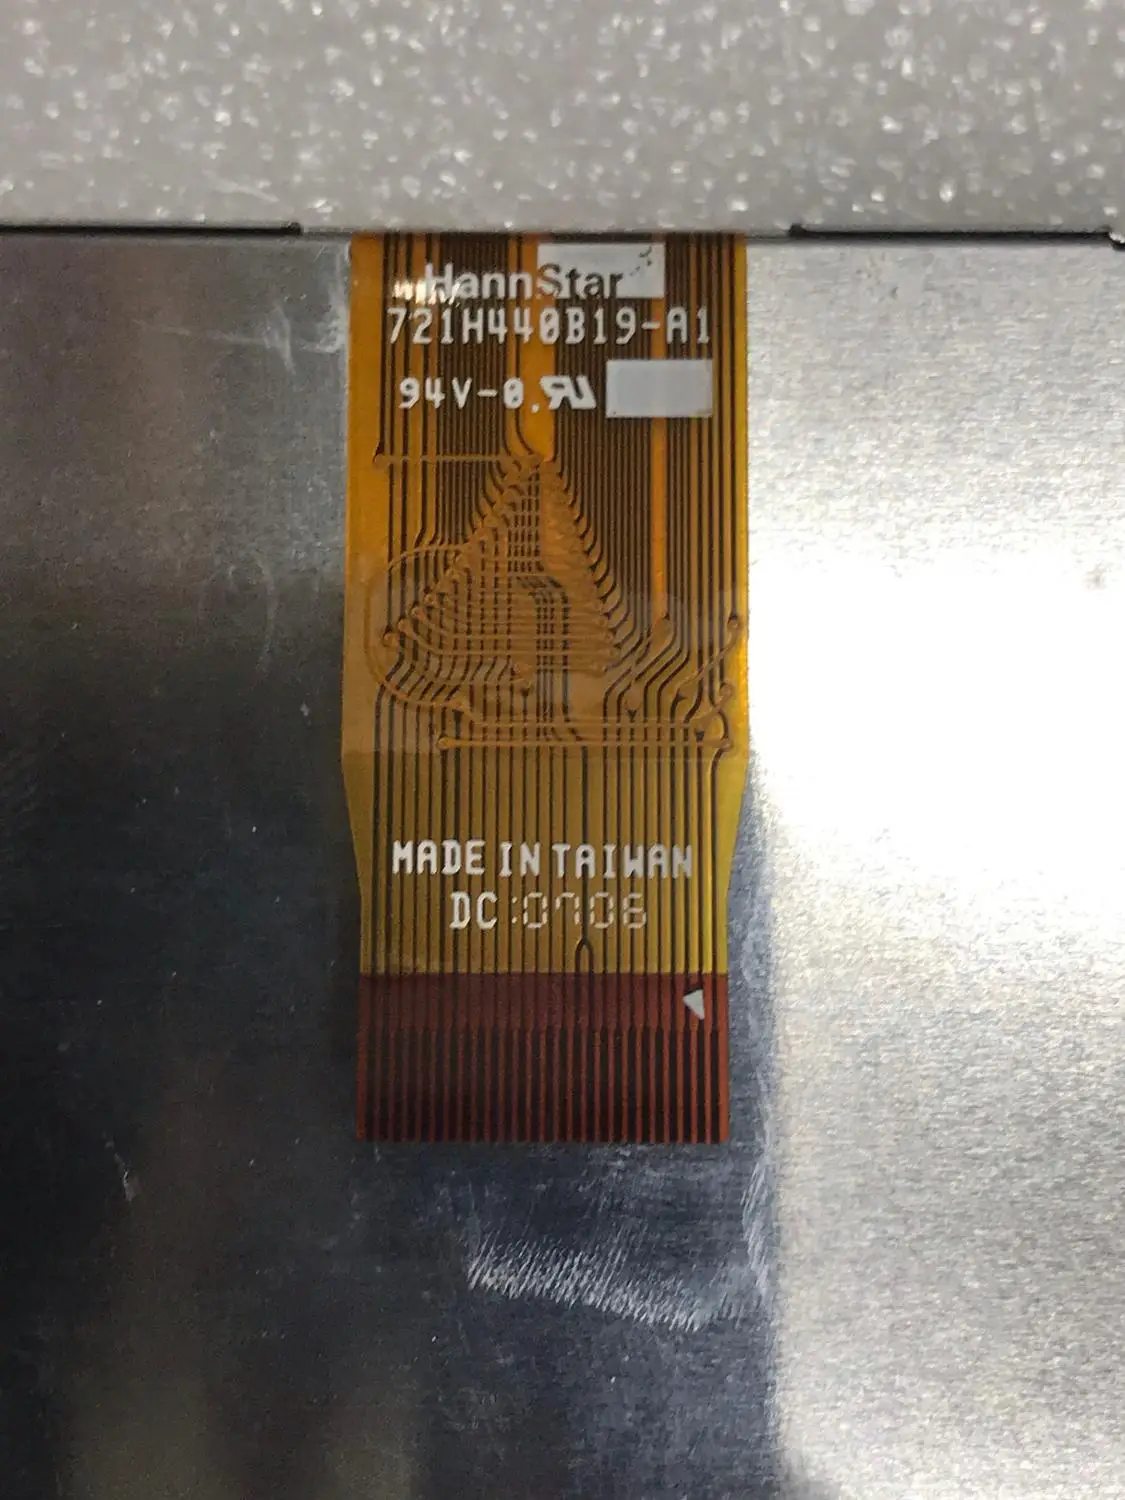 HannStar
721H440B19-A1
94V-0
MADE IN TAIWAN
DC:0706